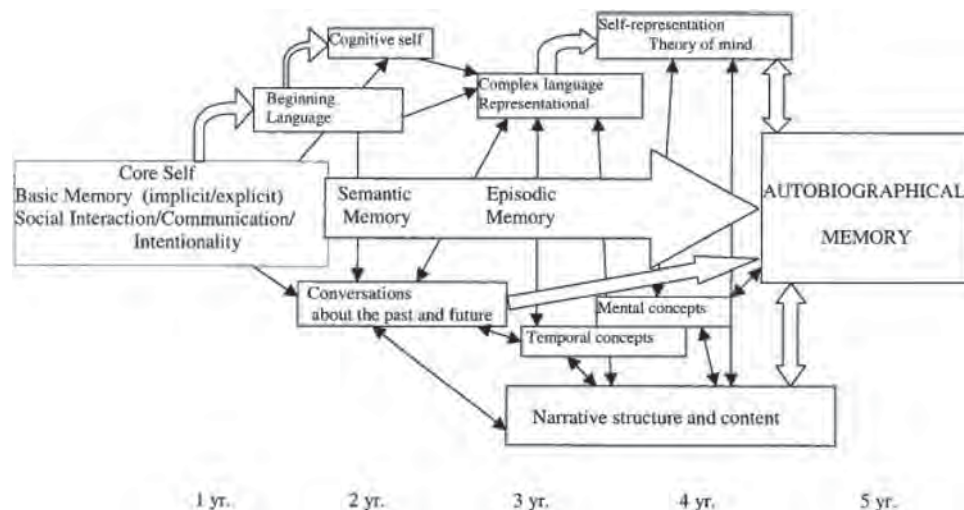 Self-representation
Theory of mind
Cognitive self
Complex language
Representational
Beginning
Language
Core Self
Basic Memory (implicit/explicit)
Social Interaction/Communication/
Intentionality
Semantic
Memory
Episodic
Memory
AUTOBIOGRAPHICAL
MEMORY
Conversations
about the past and future
Mental concepts
Temporal concepts
Narrative structure and content
1 yr. 2 yr. 3 yr. 4 yr. 5 yr.